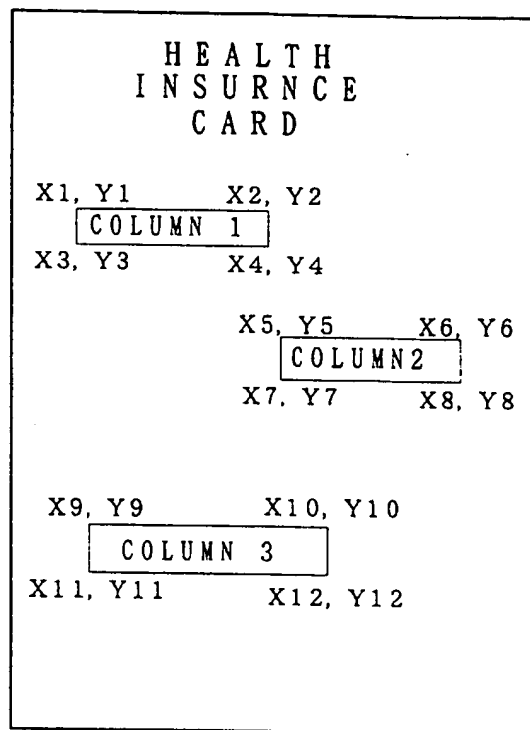 HEALTH
INSURNCE
CARD
X1, Y1 X2, Y2
COLUMN 1
X3, Y3 X4, Y4
X5, Y5 X6, Y6
COLUMN2
X7, Y7 X8, Y8
X9, Y9 X10, Y10
COLUMN 3
X11, Y11 X12, Y12